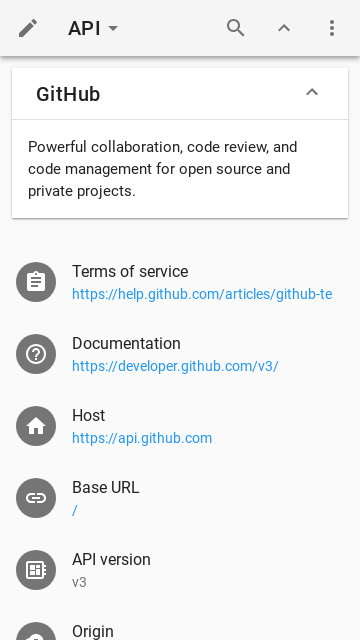 API
GitHub
Powerful collaboration, code review, and
code management for open source and
private projects.
Terms of service
https://help.github.com/articles/github-te
Documentation
https://developer.github.com/v3/
Host
https://api.github.com
Base URL
/
API version
v3
Origin